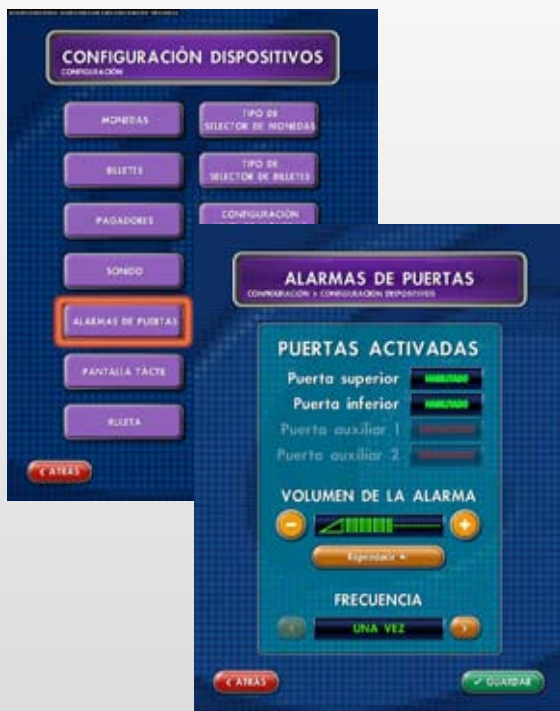 CONFIGURACIÓN DISPOSITIVOS
CONFIGURACIÓN
MONEDAS
TIPO DE
SELECTOR DE MONEDAS
BILLETES
TIPO DE
SELECTOR DE BILLETES
PAGADORES
CONFIGURACIÓN
SONIDO
ALARMAS DE PUERTAS
PANTALLA TÁCTIL
RULETA
< ATRÁS
ALARMAS DE PUERTAS
CONFIGURACIÓN > CONFIGURACIÓN DISPOSITIVOS
PUERTAS ACTIVADAS
Puerta superior HABILITADO
Puerta inferior HABILITADO
Puerta auxiliar 1
Puerta auxiliar 2
VOLUMEN DE LA ALARMA
Reproducir
FRECUENCIA
UNA VEZ
< ATRÁS
✓ GUARDAR